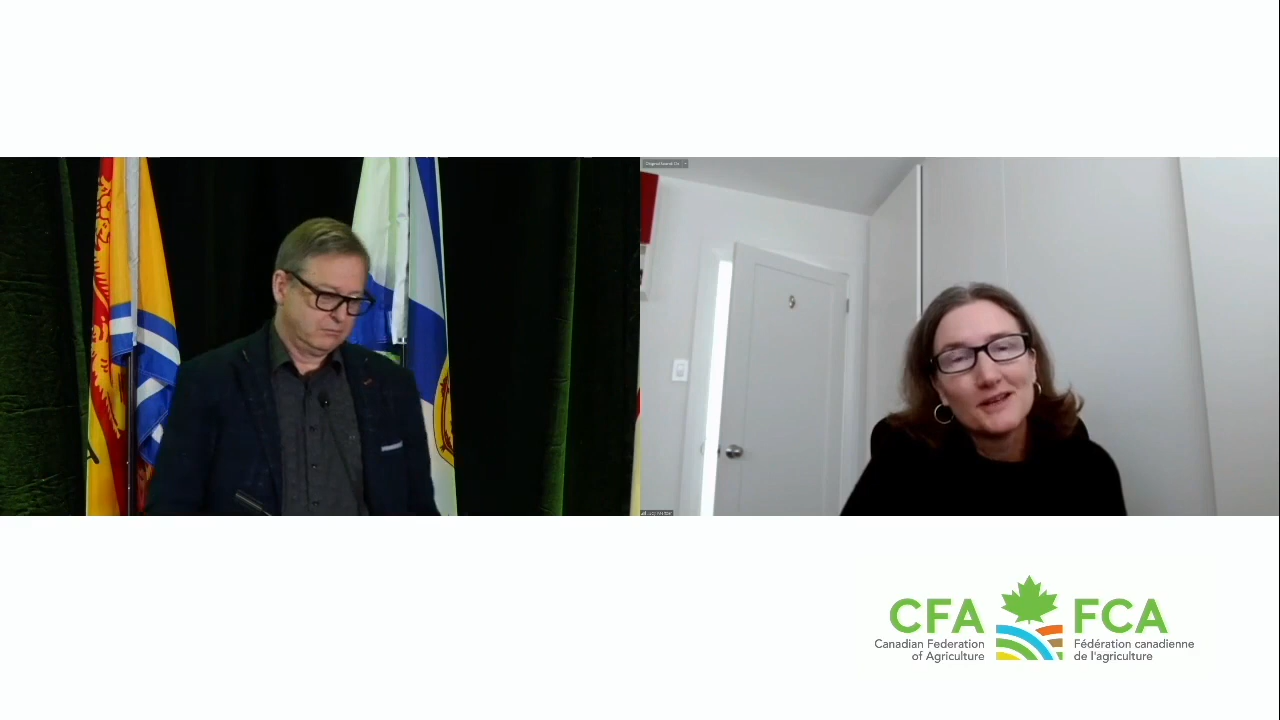 CFA FCA
Canadian Federation
of Agriculture
Fédération canadienne
de l'agriculture